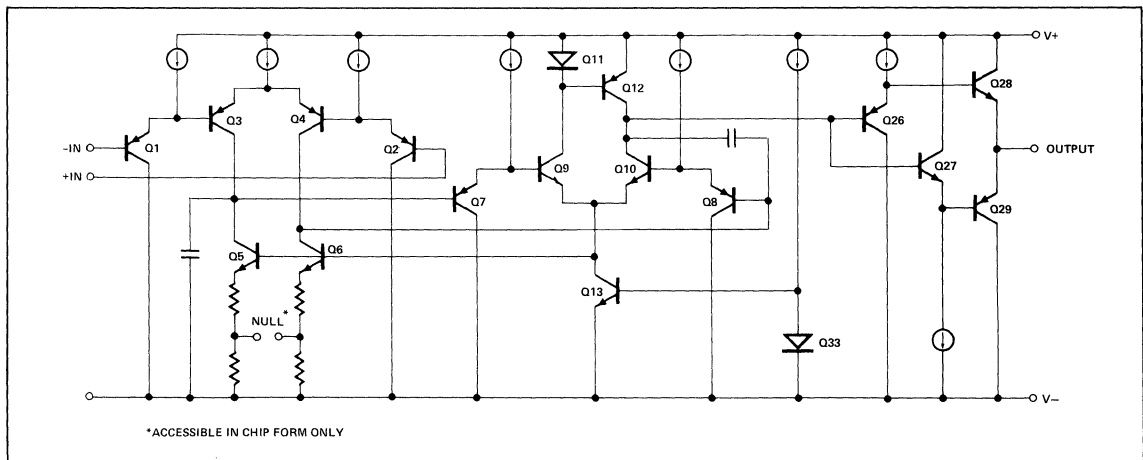 V+
Q11
Q12
Q28
Q3
Q4
Q26
Q1
-IN
Q2
OUTPUT
+IN
Q9
Q10
Q27
Q7
Q8
Q29
Q5
Q6
Q13
NULL*
Q33
V–
*ACCESSIBLE IN CHIP FORM ONLY